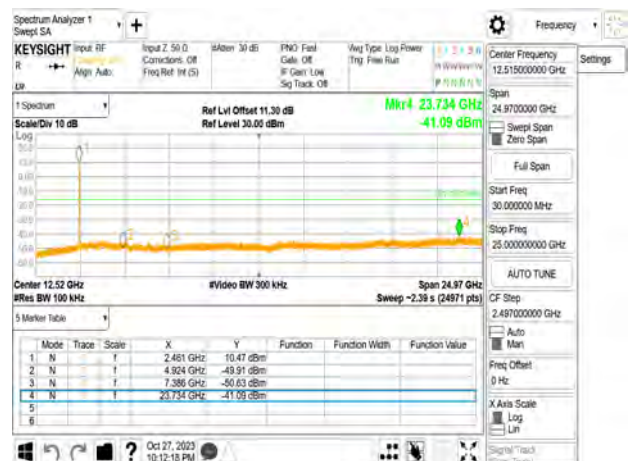 Spectrum Analyzer 1
Swept SA
+
Frequency
KEYSIGHT
Input: RF
Input Z: 50 Ω
#Atten: 30 dB
PNO: Fast
Avg Type: Log-Power
R
Align: Auto
Corrections: Off
Freq Ref: Int (S)
Gate: Off
IF Gain: Low
Sig Track: Off
Trig: Free Run
Center Frequency
12.515000000 GHz
Settings
1 Spectrum
Scale/Div 10 dB
Ref Lvl Offset 11.30 dB
Ref Level 30.00 dBm
Mkr4 23.734 GHz
-41.09 dBm
Log
Span
24.9700000 GHz
Swept Span
Zero Span
Full Span
Start Freq
30.000000 MHz
Stop Freq
25.000000000 GHz
AUTO TUNE
Center 12.52 GHz
#Res BW 100 kHz
#Video BW 300 kHz
Span 24.97 GHz
Sweep ~2.39 s (24971 pts)
CF Step
2.497000000 GHz
Auto
Man
5 Marker Table
Mode Trace Scale X Y Function Function Width Function Value
1 N f 2.461 GHz 10.47 dBm
2 N f 4.924 GHz -49.91 dBm
3 N f 7.386 GHz -50.63 dBm
4 N f 23.734 GHz -41.09 dBm
5
6
Freq Offset
0 Hz
X Axis Scale
Log
Lin
Signal Track
?
Oct 27, 2023
10:12:18 PM